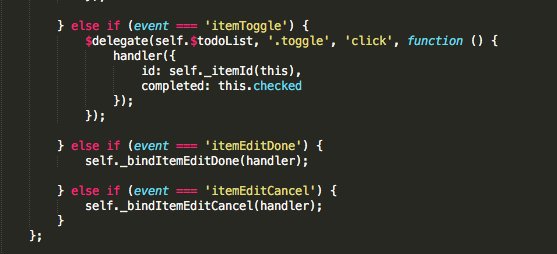 } else if (event === 'itemToggle') {
$delegate(self.$todoList, '.toggle', 'click', function () {
handler({
id: self._itemId(this),
completed: this.checked
});
});
} else if (event === 'itemEditDone') {
self._bindItemEditDone(handler);
} else if (event === 'itemEditCancel') {
self._bindItemEditCancel(handler);
}
};